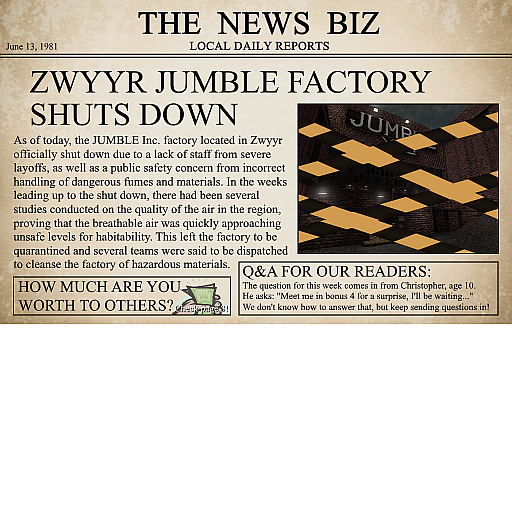 THE NEWS BIZ
June 13, 1981
LOCAL DAILY REPORTS
ZWYYR JUMBLE FACTORY
SHUTS DOWN
As of today, the JUMBLE Inc. factory located in Zwyyr
officially shut down due to a lack of staff from severe
layoffs, as well as a public safety concern from incorrect
handling of dangerous fumes and materials. In the weeks
leading up to the shut down, there had been several
studies conducted on the quality of the air in the region,
proving that the breathable air was quickly approaching
unsafe levels for habitability. This left the factory to be
quarantined and several teams were said to be dispatched
to cleanse the factory of hazardous materials.
JUMBL
HOW MUCH ARE YOU
WORTH TO OTHERS?
Q&A FOR OUR READERS:
The question for this week comes in from Christopher, age 10.
He asks: "Meet me in bonus 4 for a surprise, I'll be waiting..."
We don't know how to answer that, but keep sending questions in!